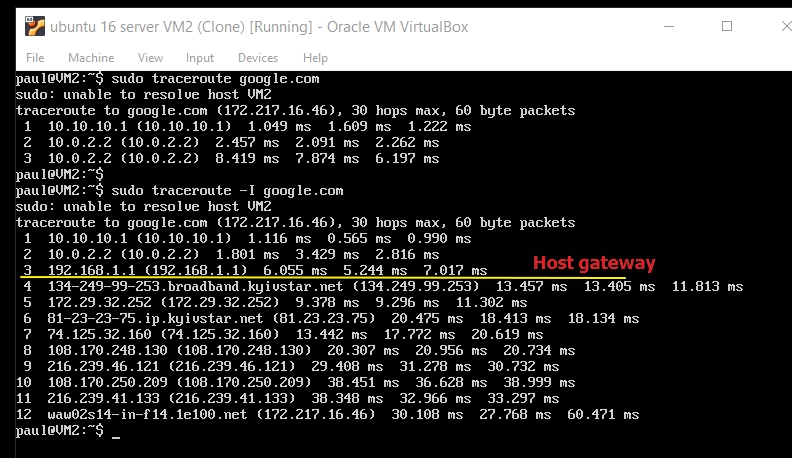 ubuntu 16 server VM2 (Clone) [Running] - Oracle VM VirtualBox
File Machine View Input Devices Help
paul@VM2:~$ sudo traceroute google.com
sudo: unable to resolve host VM2
traceroute to google.com (172.217.16.46), 30 hops max, 60 byte packets
1 10.10.10.1 (10.10.10.1) 1.049 ms 1.609 ms 1.222 ms
2 10.0.2.2 (10.0.2.2) 2.457 ms 2.091 ms 2.262 ms
3 10.0.2.2 (10.0.2.2) 8.419 ms 7.874 ms 6.197 ms
paul@VM2:~$
paul@VM2:~$ sudo traceroute -I google.com
sudo: unable to resolve host VM2
traceroute to google.com (172.217.16.46), 30 hops max, 60 byte packets
1 10.10.10.1 (10.10.10.1) 1.116 ms 0.565 ms 0.990 ms
2 10.0.2.2 (10.0.2.2) 1.801 ms 3.429 ms 2.816 ms
3 192.168.1.1 (192.168.1.1) 6.055 ms 5.244 ms 7.017 ms Host gateway
4 134-249-99-253.broadband.kyivstar.net (134.249.99.253) 13.457 ms 13.405 ms 11.813 ms
5 172.29.32.252 (172.29.32.252) 9.378 ms 9.296 ms 11.302 ms
6 81-23-23-75.ip.kyivstar.net (81.23.23.75) 20.475 ms 18.413 ms 18.134 ms
7 74.125.32.160 (74.125.32.160) 13.442 ms 17.772 ms 20.619 ms
8 108.170.248.130 (108.170.248.130) 20.307 ms 20.956 ms 20.734 ms
9 216.239.46.121 (216.239.46.121) 29.408 ms 31.278 ms 30.732 ms
10 108.170.250.209 (108.170.250.209) 38.451 ms 36.628 ms 38.999 ms
11 216.239.41.133 (216.239.41.133) 38.348 ms 32.966 ms 33.297 ms
12 waw02s14-in-f14.1e100.net (172.217.16.46) 30.108 ms 27.768 ms 60.471 ms
paul@VM2:~$ _